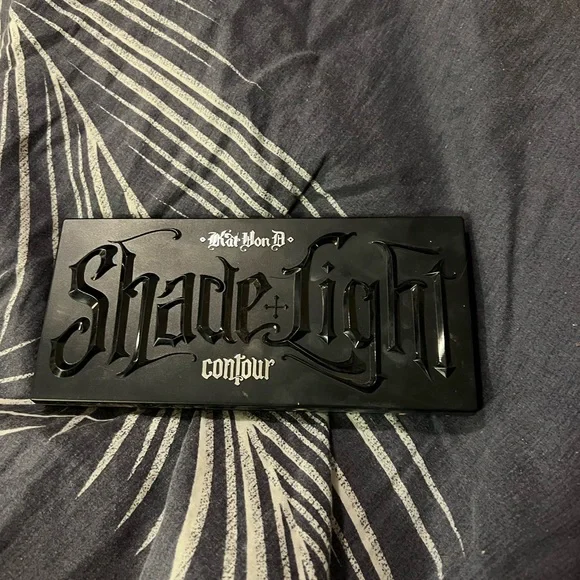 • Kat Von D •
Shade + Light
contour